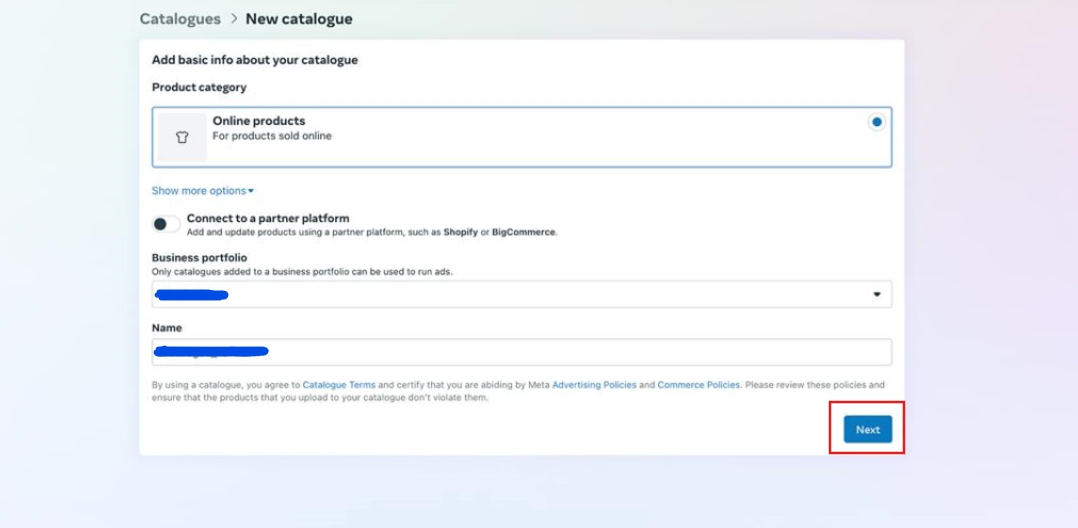 Catalogues > New catalogue
Add basic info about your catalogue
Product category
Online products
For products sold online
Show more options
Connect to a partner platform
Add and update products using a partner platform, such as Shopify or BigCommerce.
Business portfolio
Only catalogues added to a business portfolio can be used to run ads.
Name
By using a catalogue, you agree to Catalogue Terms and certify that you are abiding by Meta Advertising Policies and Commerce Policies. Please review these policies and
ensure that the products that you upload to your catalogue don't violate them.
Next